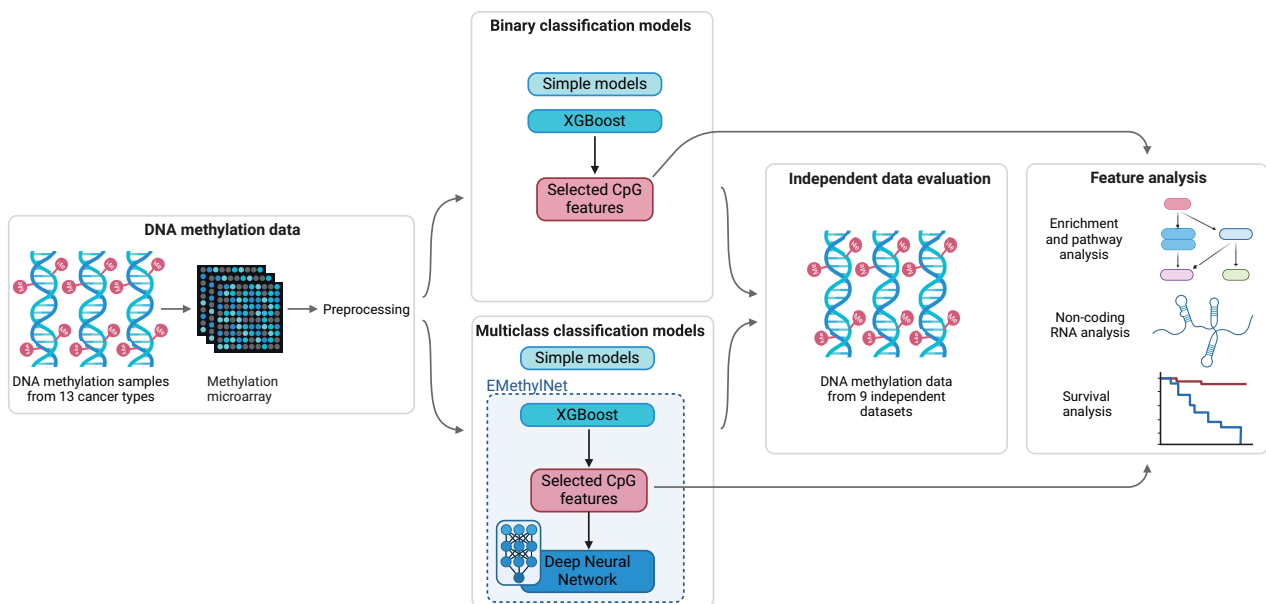 DNA methylation data
DNA methylation samples
from 13 cancer types
Methylation
microarray
Preprocessing
Binary classification models
Simple models
XGBoost
Selected CpG
features
Multiclass classification models
Simple models
EMethylNet
XGBoost
Selected CpG
features
Deep Neural
Network
Independent data evaluation
DNA methylation data
from 9 independent
datasets
Feature analysis
Enrichment
and pathway
analysis
Non-coding
RNA analysis
Survival
analysis